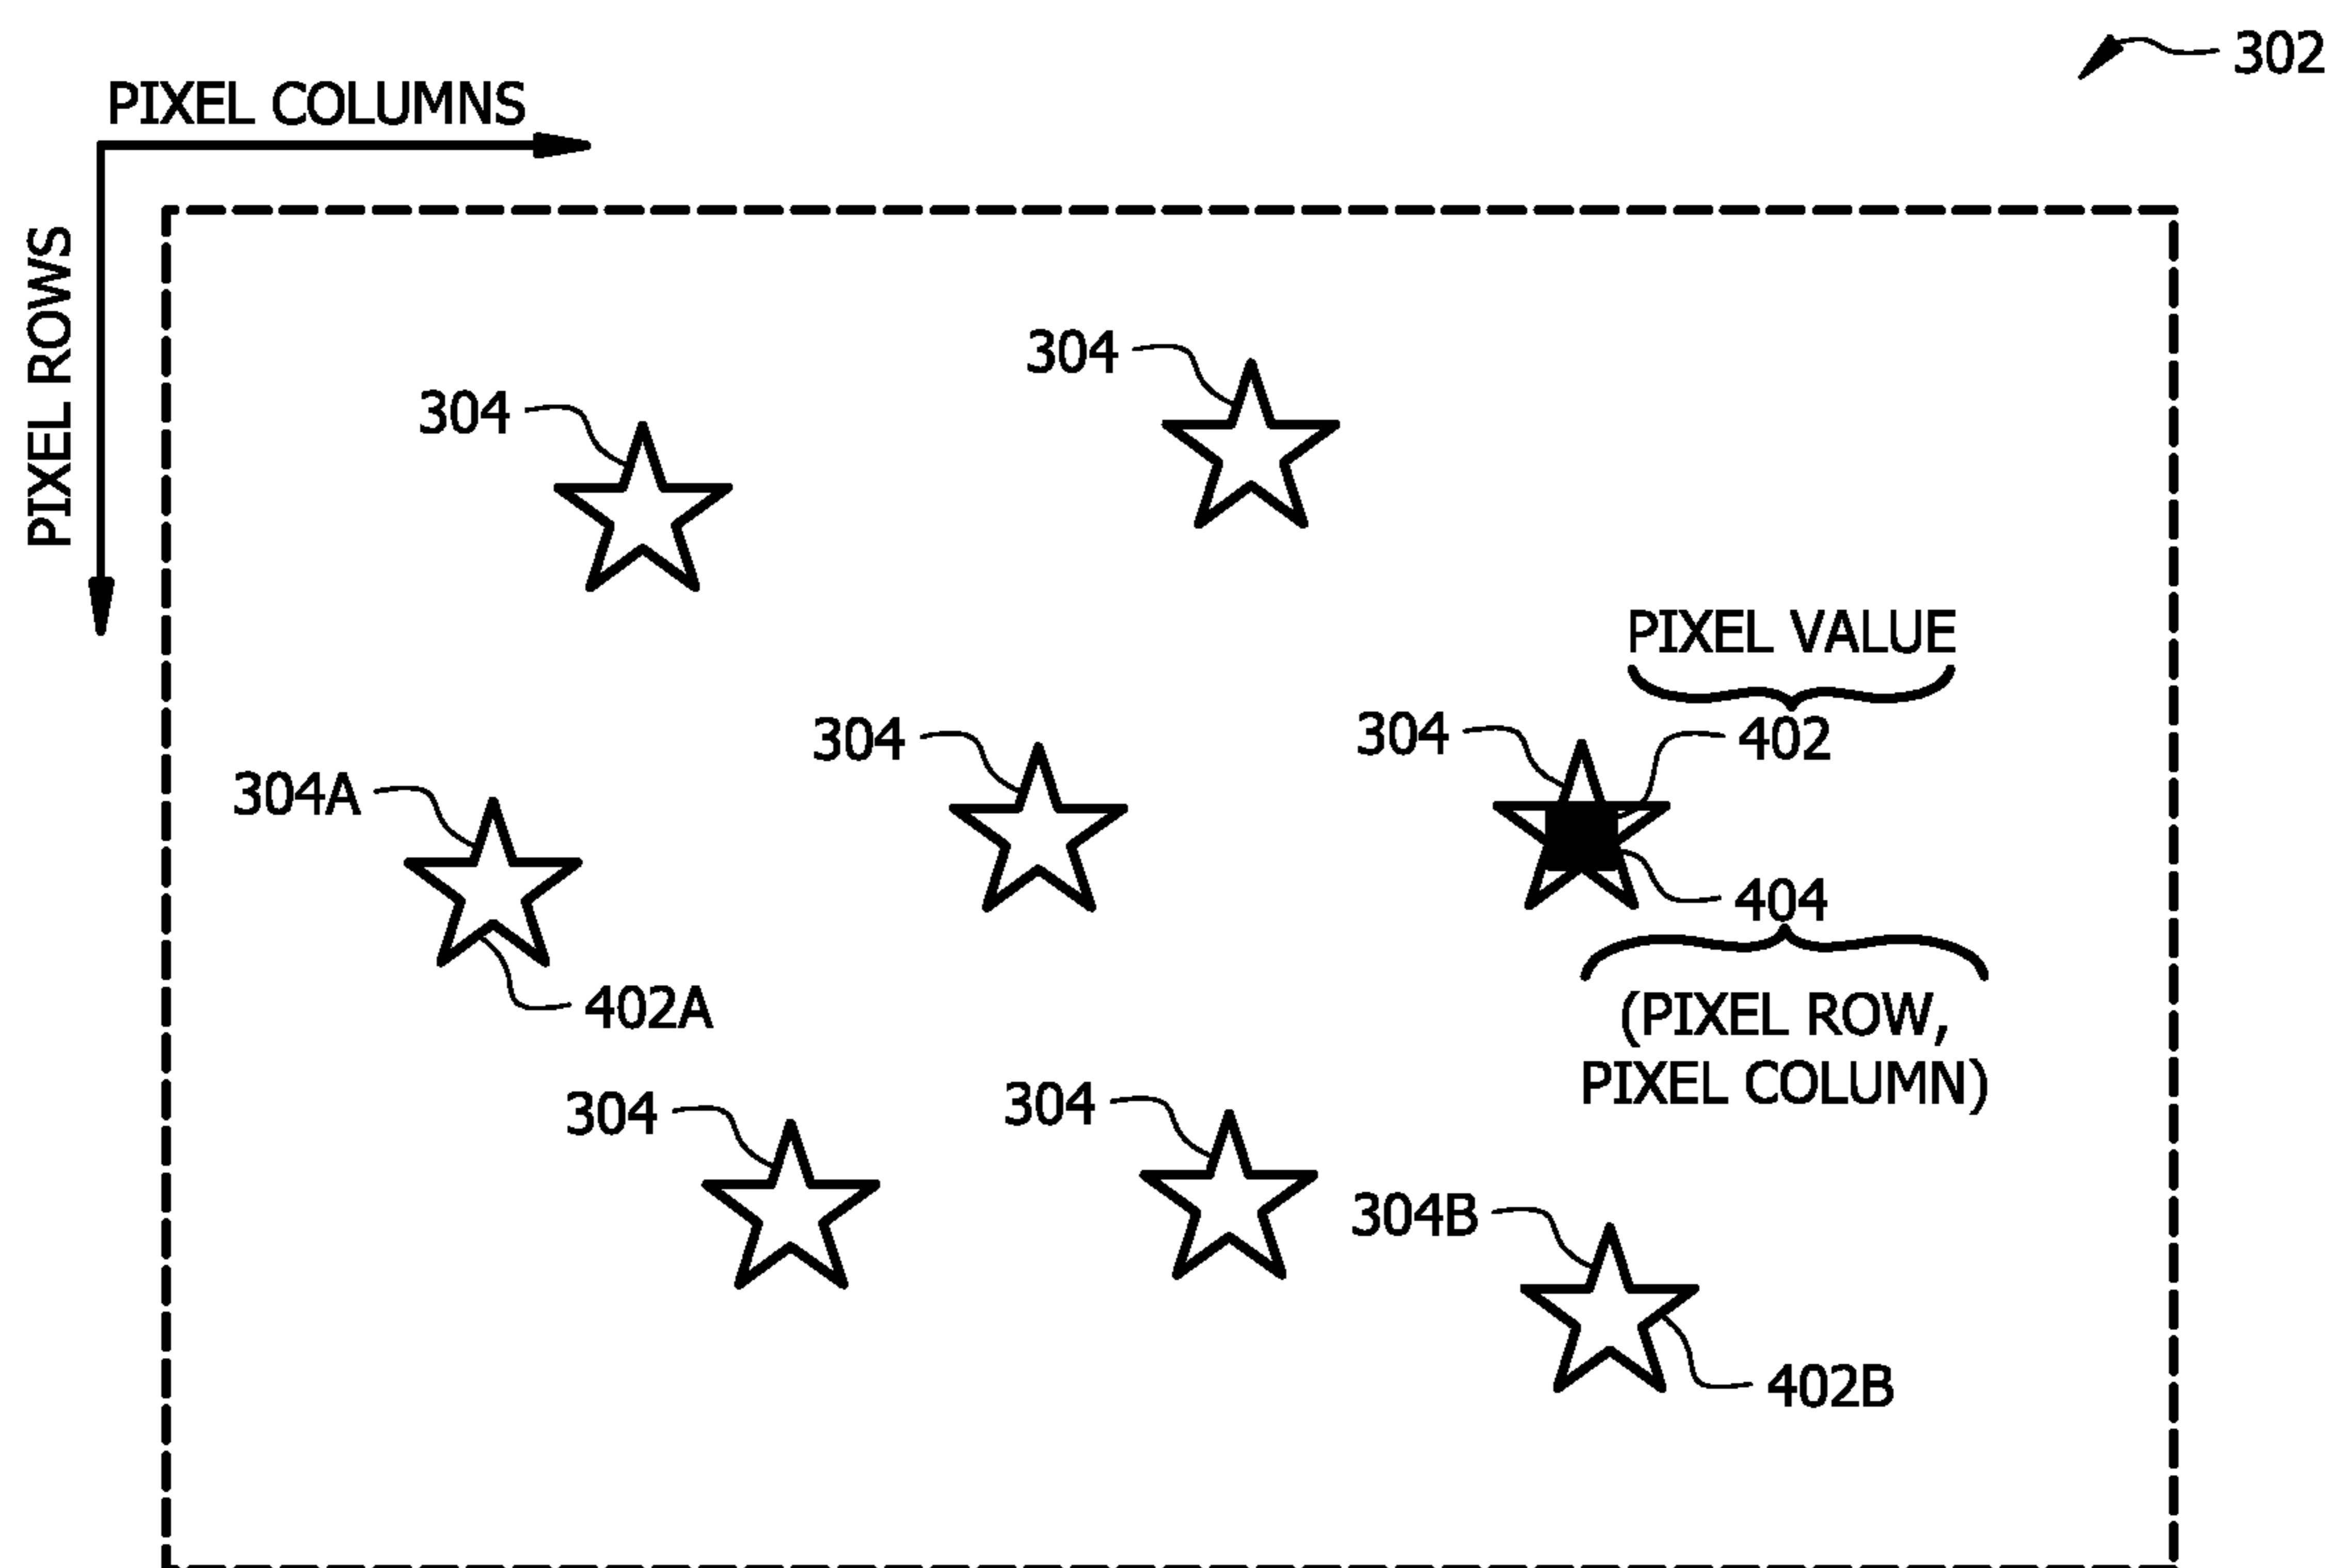 302
PIXEL COLUMNS
PIXEL ROWS
304
304
PIXEL VALUE
304
304
402
304A
404
402A
(PIXEL ROW,
PIXEL COLUMN)
304
304
304B
402B